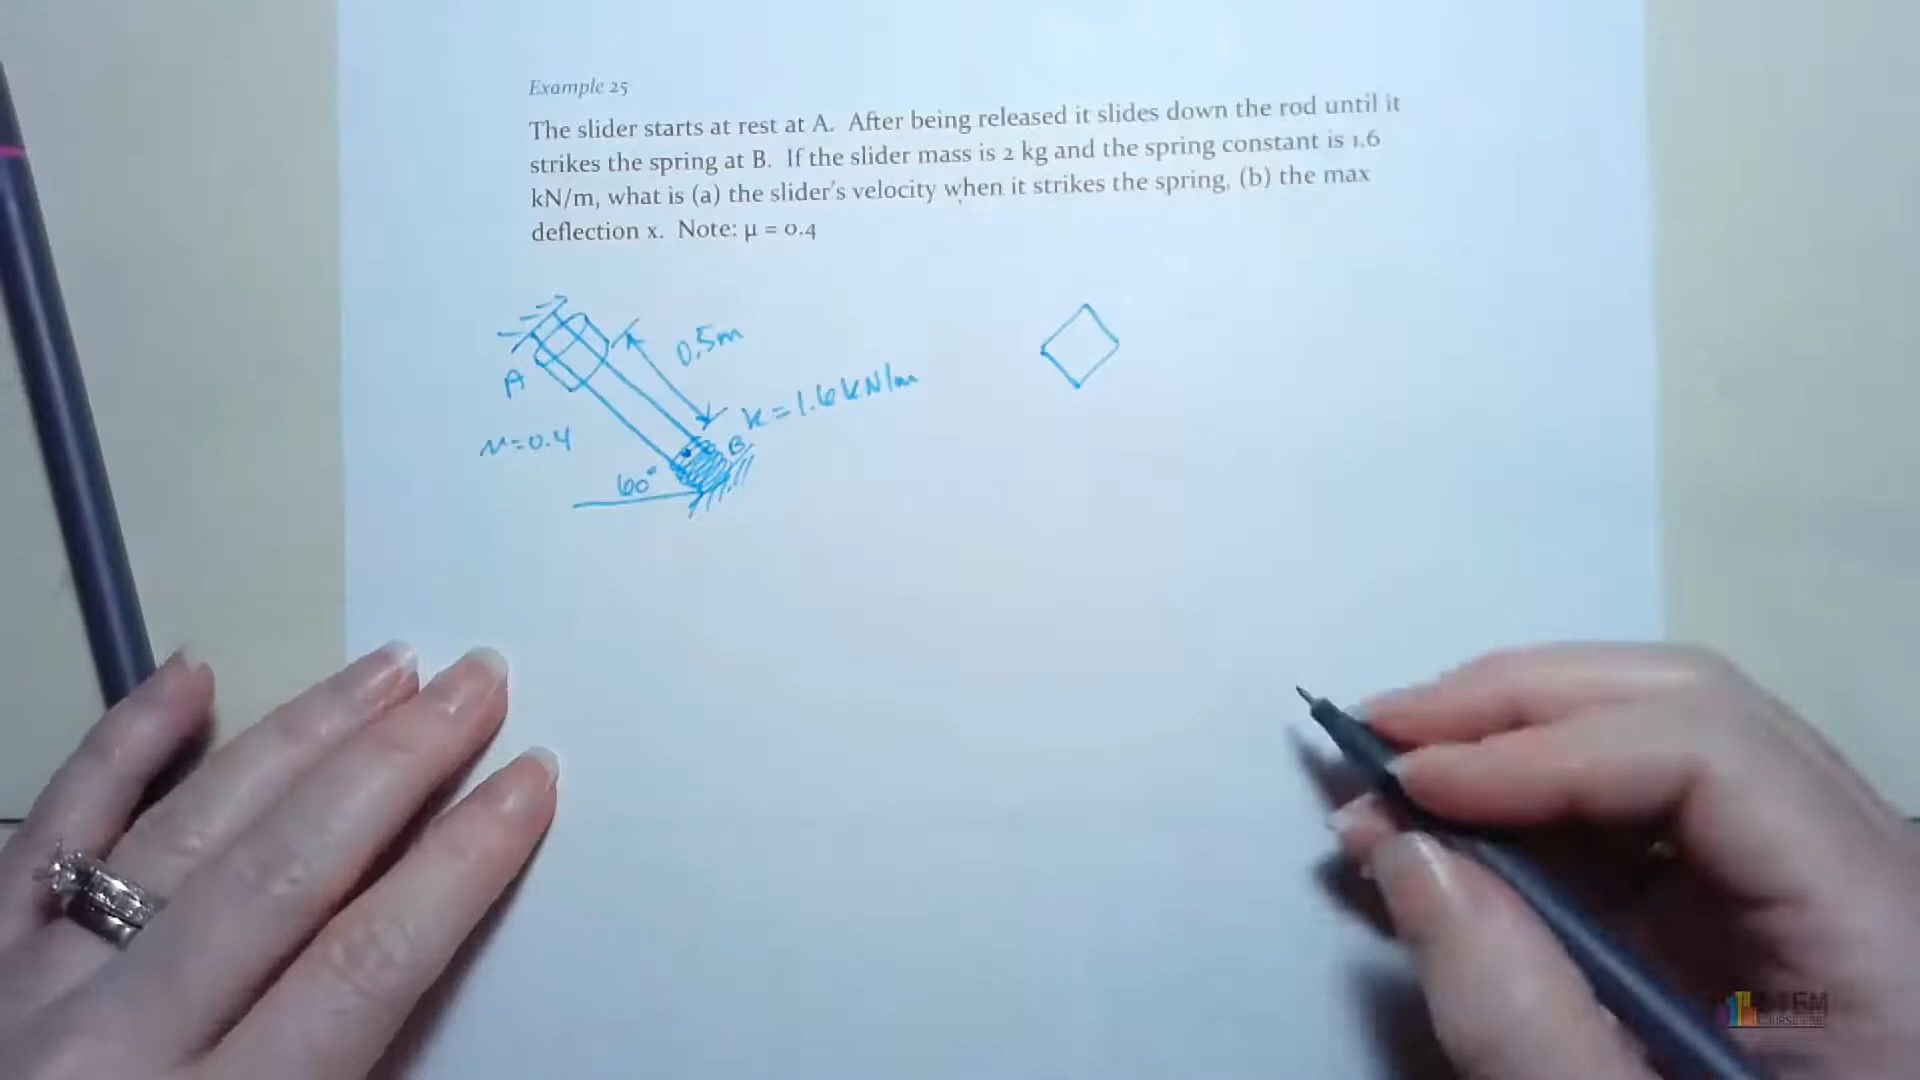 Example 25
The slider starts at rest at A. After being released it slides down the rod until it
strikes the spring at B. If the slider mass is 2 kg and the spring constant is 1.6
kN/m, what is (a) the slider's velocity when it strikes the spring, (b) the max
deflection x. Note: μ = 0.4
0.5m
A
k=1.6kN/m
μ=0.4
B
60°
STEM